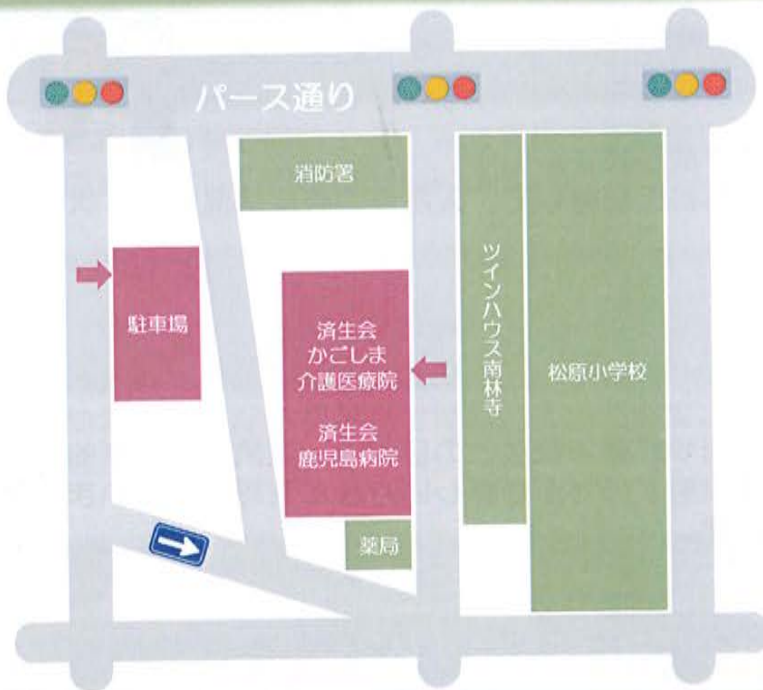 パース通り
消防署
駐車場
済生会
かごしま
介護医療院
済生会
鹿児島病院
ツインハウス南林寺
松原小学校
薬局